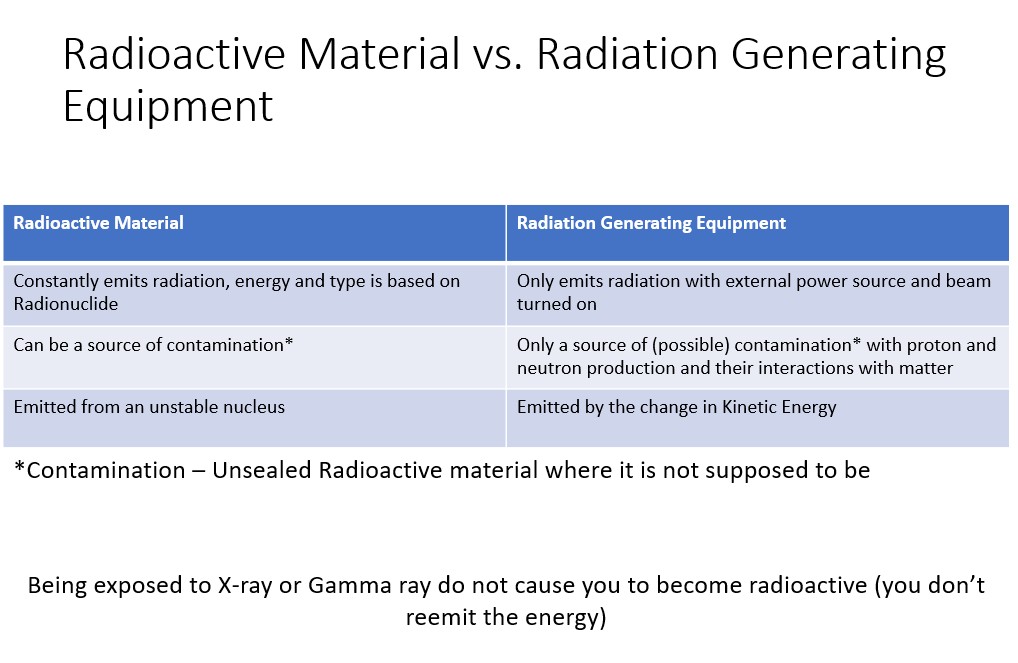 Radioactive Material vs. Radiation Generating
Equipment
Radioactive Material
Radiation Generating Equipment
Constantly emits radiation, energy and type is based on
Radionuclide
Only emits radiation with external power source and beam
turned on
Can be a source of contamination*
Only a source of (possible) contamination* with proton and
neutron production and their interactions with matter
Emitted from an unstable nucleus
Emitted by the change in Kinetic Energy
*Contamination – Unsealed Radioactive material where it is not supposed to be
Being exposed to X-ray or Gamma ray do not cause you to become radioactive (you don’t
reemit the energy)